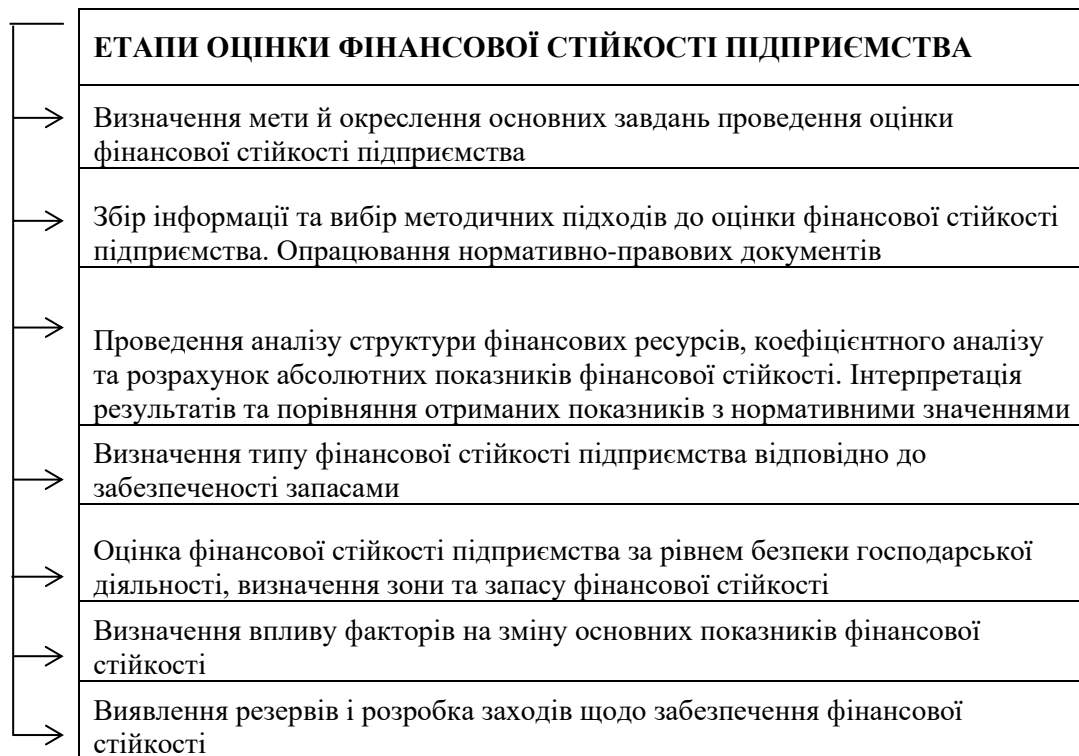 ЕТАПИ ОЦІНКИ ФІНАНСОВОЇ СТІЙКОСТІ ПІДПРИЄМСТВА
Визначення мети й окреслення основних завдань проведення оцінки
фінансової стійкості підприємства
Збір інформації та вибір методичних підходів до оцінки фінансової стійкості
підприємства. Опрацювання нормативно-правових документів
Проведення аналізу структури фінансових ресурсів, коефіцієнтного аналізу
та розрахунок абсолютних показників фінансової стійкості. Інтерпретація
результатів та порівняння отриманих показників з нормативними значеннями
Визначення типу фінансової стійкості підприємства відповідно до
забезпеченості запасами
Оцінка фінансової стійкості підприємства за рівнем безпеки господарської
діяльності, визначення зони та запасу фінансової стійкості
Визначення впливу факторів на зміну основних показників фінансової
стійкості
Виявлення резервів і розробка заходів щодо забезпечення фінансової
стійкості